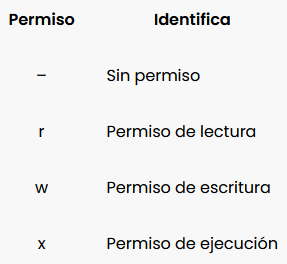 Permiso Identifica
– Sin permiso
r Permiso de lectura
w Permiso de escritura
x Permiso de ejecución